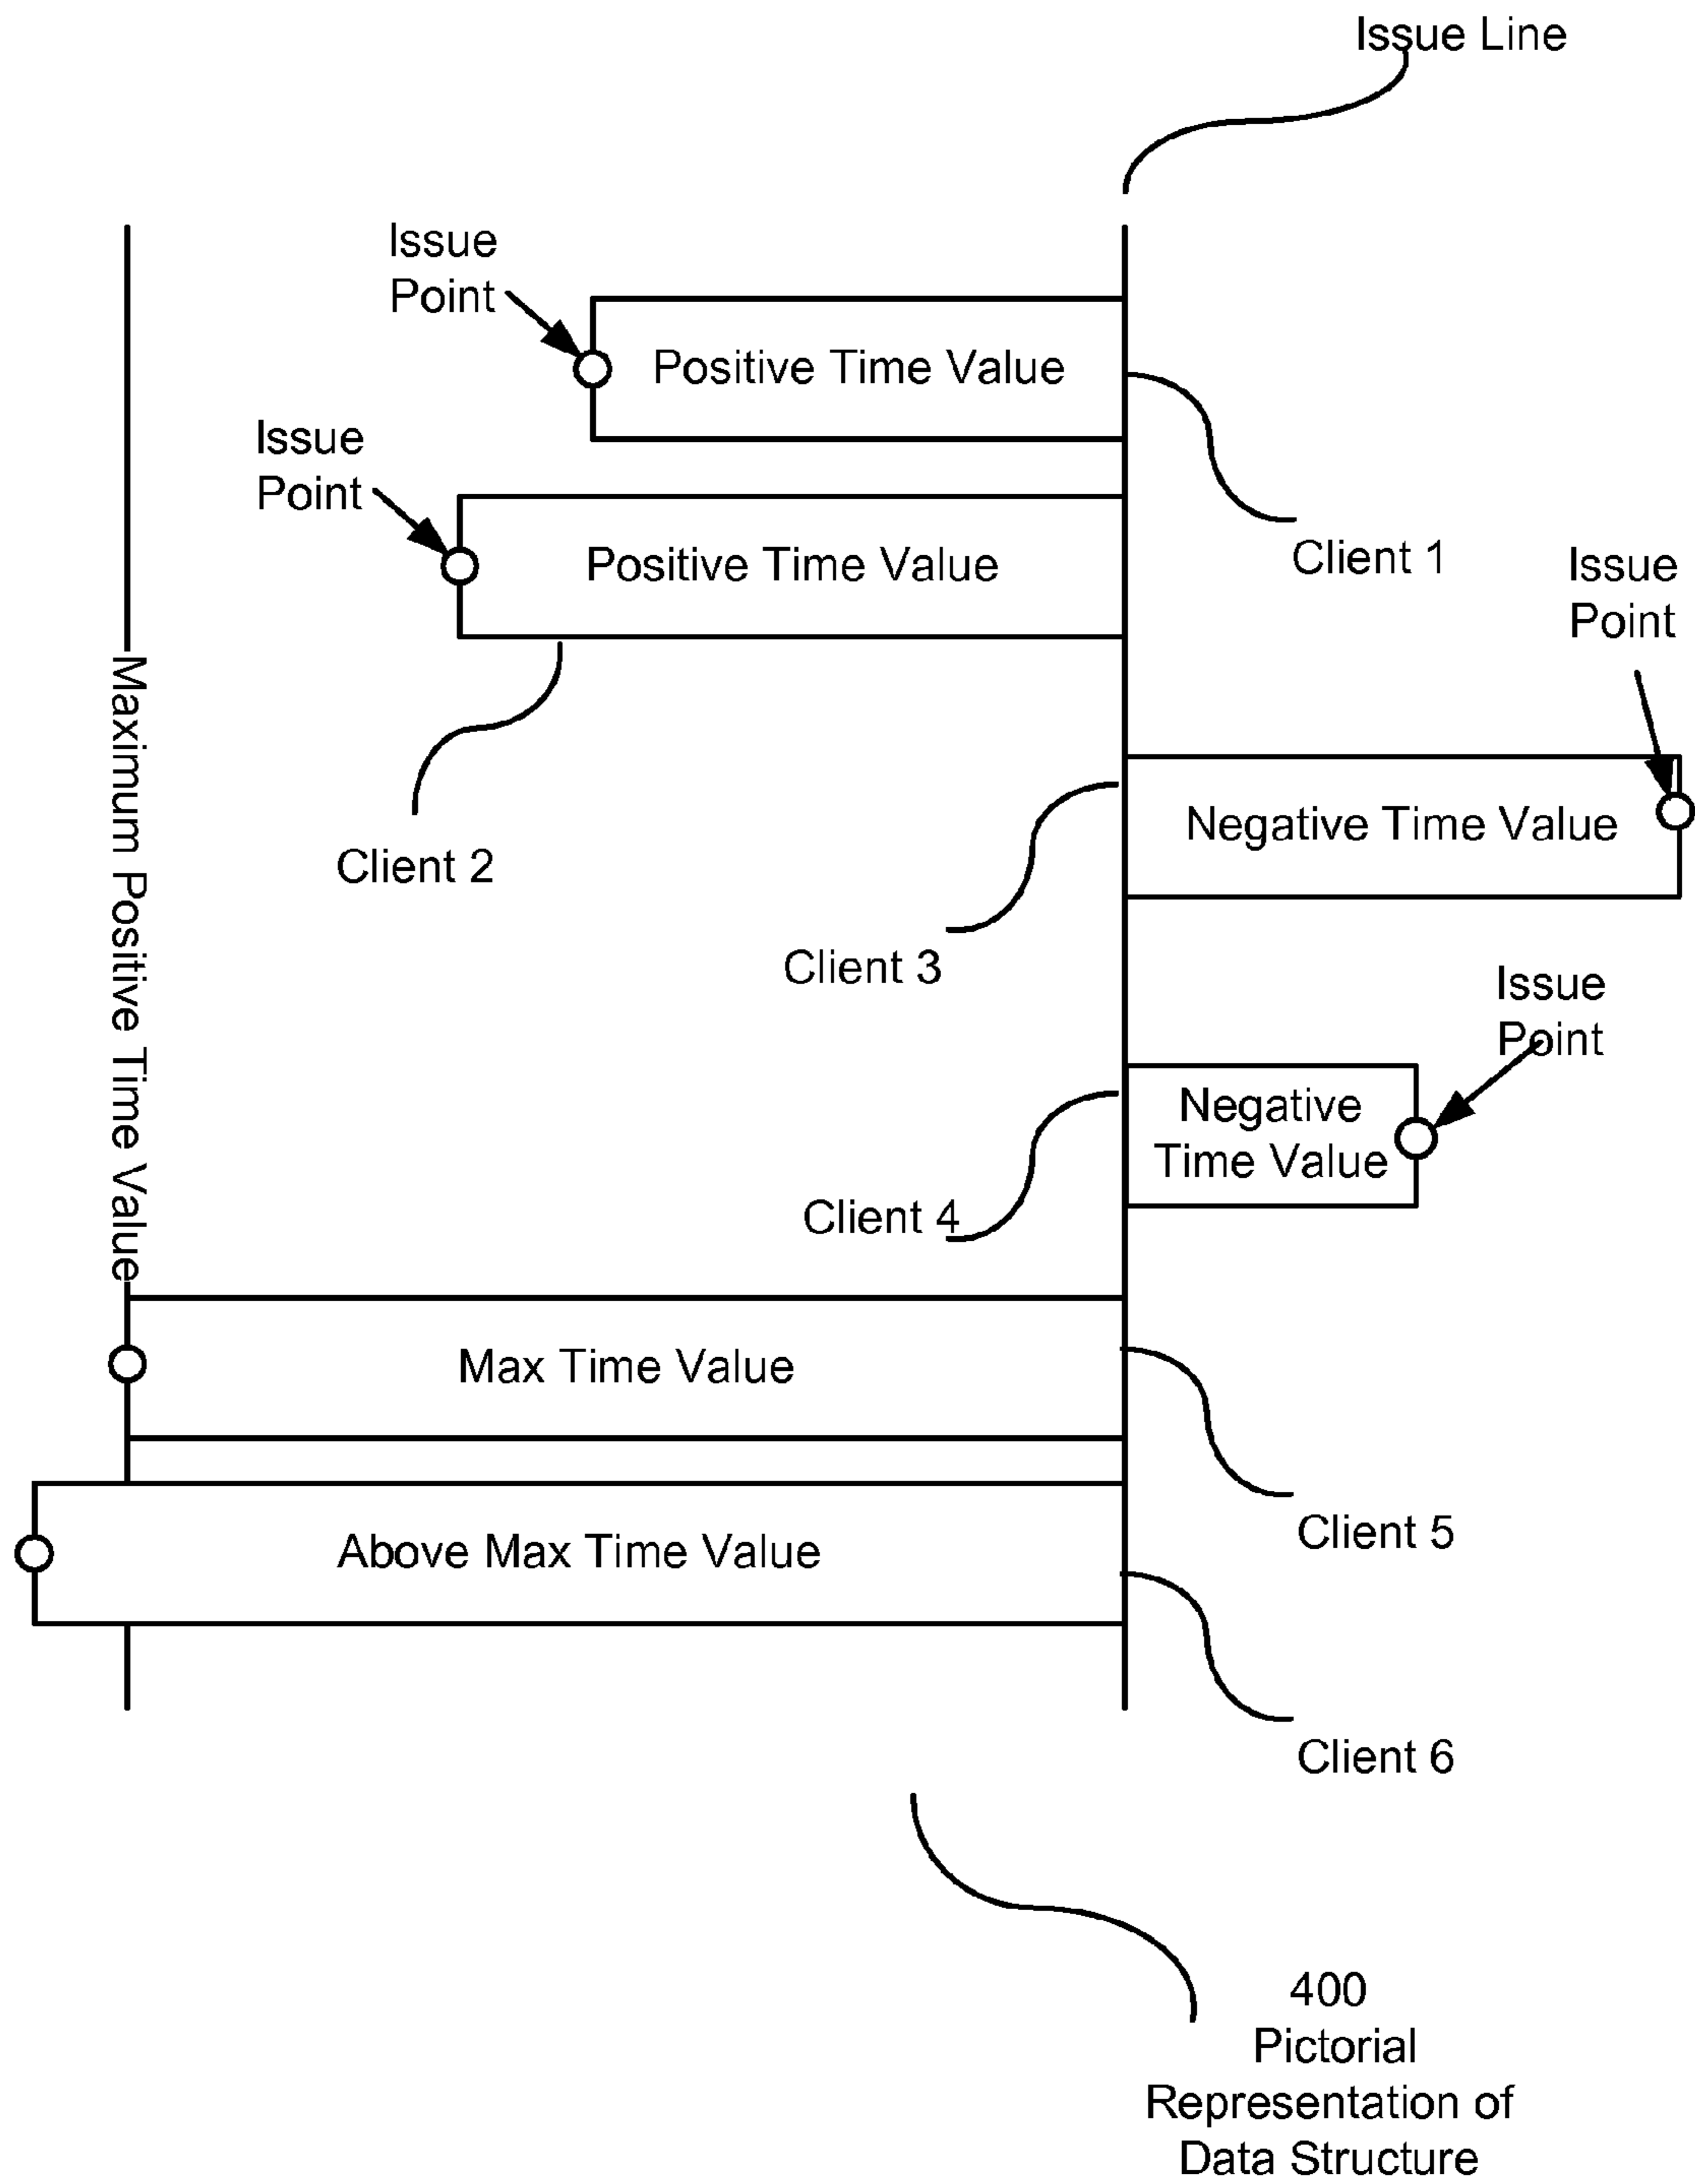 Issue Line
Issue
Point
Positive Time Value
Issue
Point
Positive Time Value
Client 1
Issue
Point
Maximum Positive Time Value
Negative Time Value
Client 2
Client 3
Issue
Point
Negative
Time Value
Client 4
Max Time Value
Client 5
Above Max Time Value
Client 6
400
Pictorial
Representation of
Data Structure